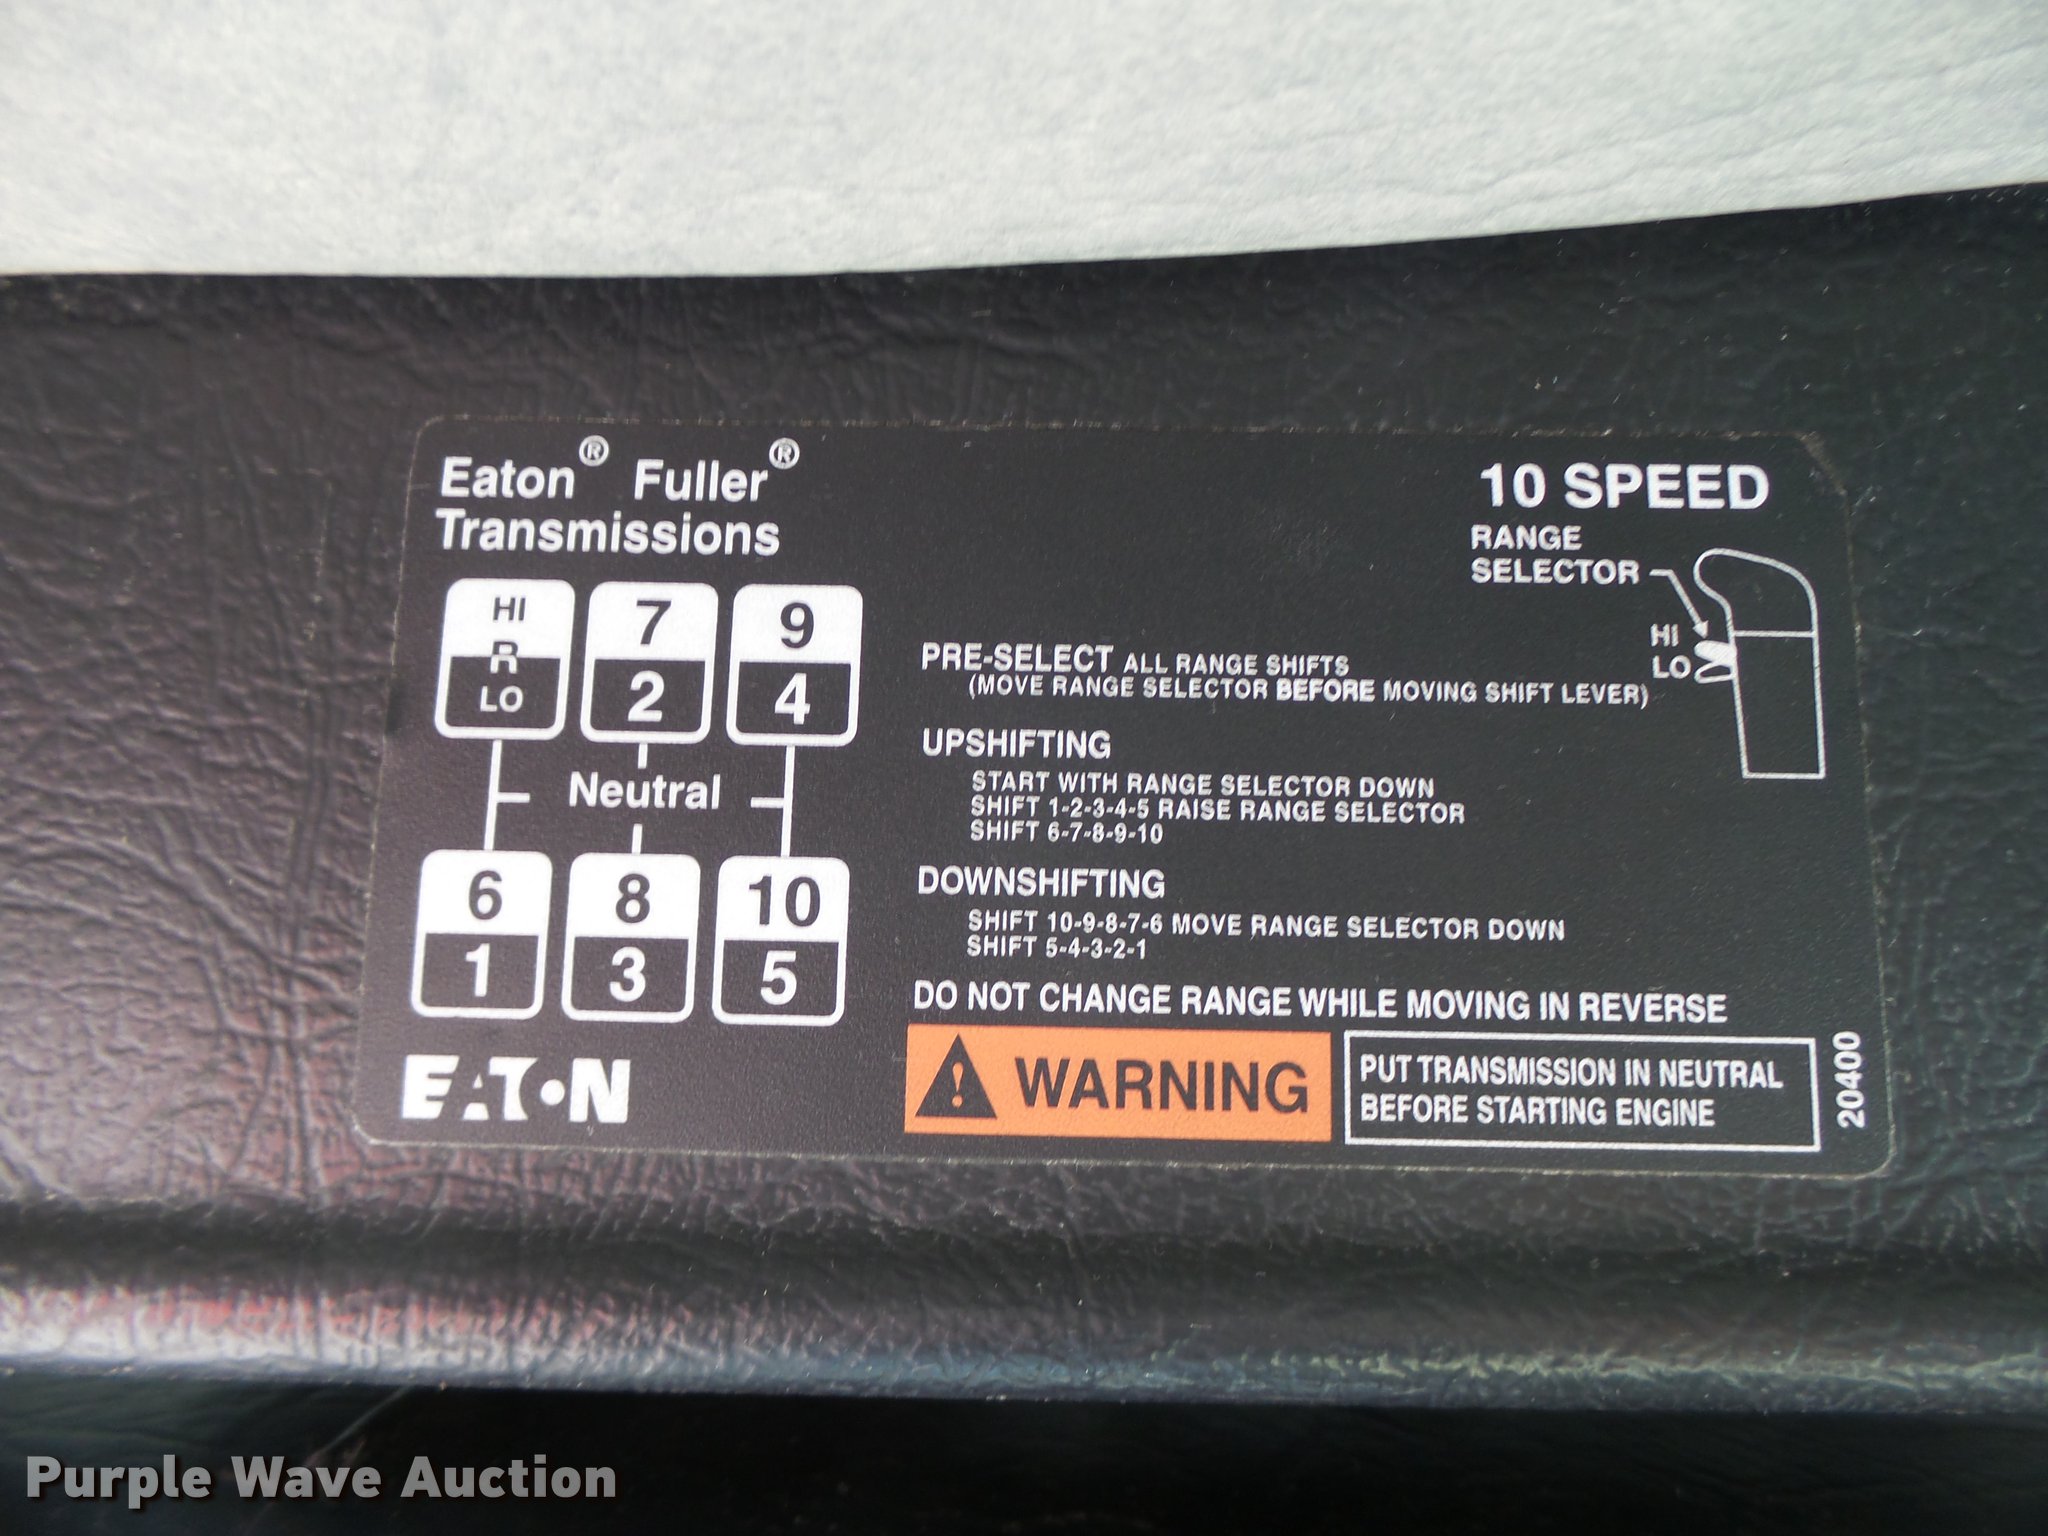 Eaton® Fuller®
Transmissions
10 SPEED
RANGE
SELECTOR
HI
LO
HI
R
LO
7
2
9
4
Neutral
6
1
8
3
10
5
EATON
PRE-SELECT ALL RANGE SHIFTS
(MOVE RANGE SELECTOR BEFORE MOVING SHIFT LEVER)
UPSHIFTING
START WITH RANGE SELECTOR DOWN
SHIFT 1-2-3-4-5 RAISE RANGE SELECTOR
SHIFT 6-7-8-9-10
DOWNSHIFTING
SHIFT 10-9-8-7-6 MOVE RANGE SELECTOR DOWN
SHIFT 5-4-3-2-1
DO NOT CHANGE RANGE WHILE MOVING IN REVERSE
WARNING
PUT TRANSMISSION IN NEUTRAL
BEFORE STARTING ENGINE
20400
Purple Wave Auction